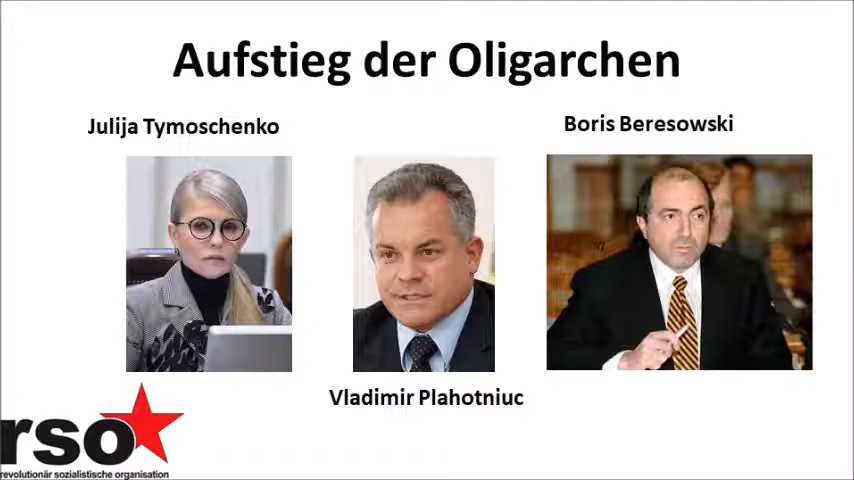 Aufstieg der Oligarchen
Julija Tymoschenko
Boris Beresowski
Vladimir Plahotniuc
rso
revolutionär sozialistische organisation